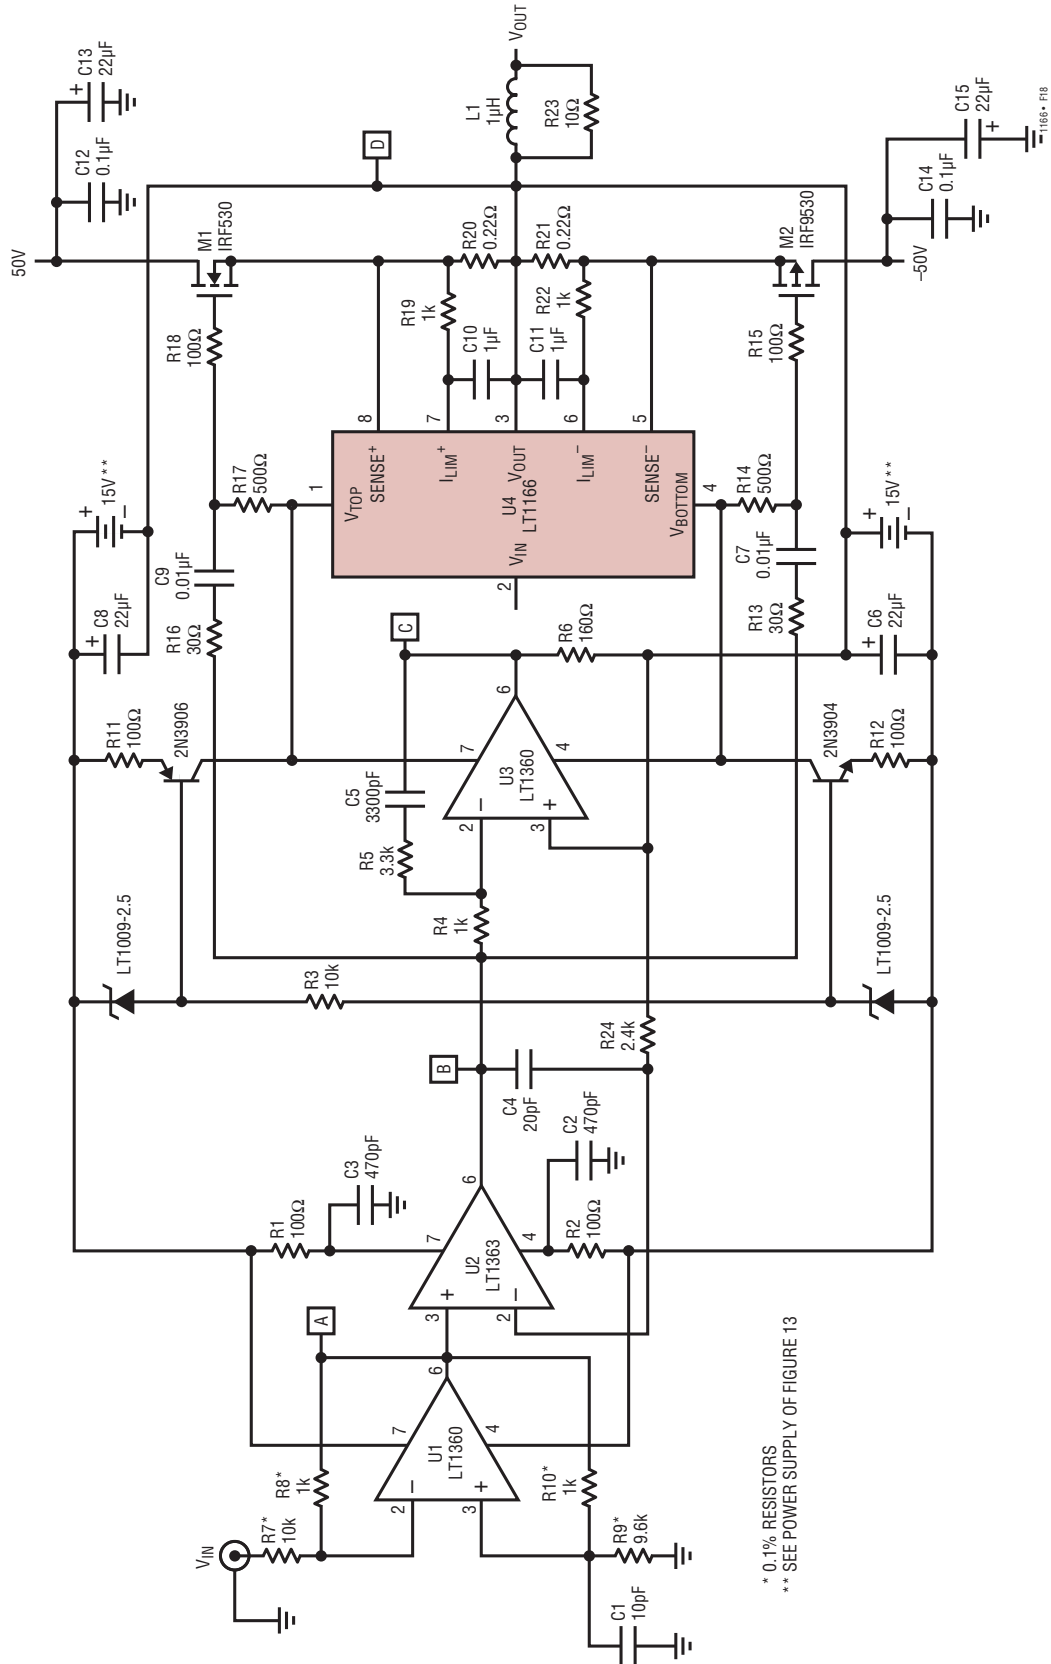 VIN
R7*
10k
R8*
1k
A
2
3
7
4
6
U1
LT1360
R10*
1k
R9*
9.6k
C1
10pF
R1
100Ω
C3
470pF
3
2
7
4
6
U2
LT1363
R2
100Ω
C2
470pF
B
C4
20pF
R24
2.4k
LT1009-2.5
R3
10k
LT1009-2.5
R4
1k
R5
3.3k
C5
3300pF
2
3
7
4
6
U3
LT1360
C
R6
160Ω
R11
100Ω
2N3906
2N3904
R12
100Ω
C8
22µF
+
15V**
+
–
R16
30Ω
C9
0.01µF
R17
500Ω
R18
100Ω
R13
30Ω
C7
0.01µF
R14
500Ω
R15
100Ω
C6
22µF
+
15V**
+
–
1
VTOP
8
SENSE+
7
ILIM+
2
VIN
U4
LT1166
3
VOUT
6
ILIM–
5
SENSE–
4
VBOTTOM
C10
1µF
C11
1µF
R19
1k
R22
1k
R20
0.22Ω
R21
0.22Ω
M1
IRF530
M2
IRF9530
50V
C12
0.1µF
+
C13
22µF
D
L1
1µH
R23
10Ω
VOUT
–50V
C14
0.1µF
C15
22µF
+
* 0.1% RESISTORS
** SEE POWER SUPPLY OF FIGURE 13
1166• F18